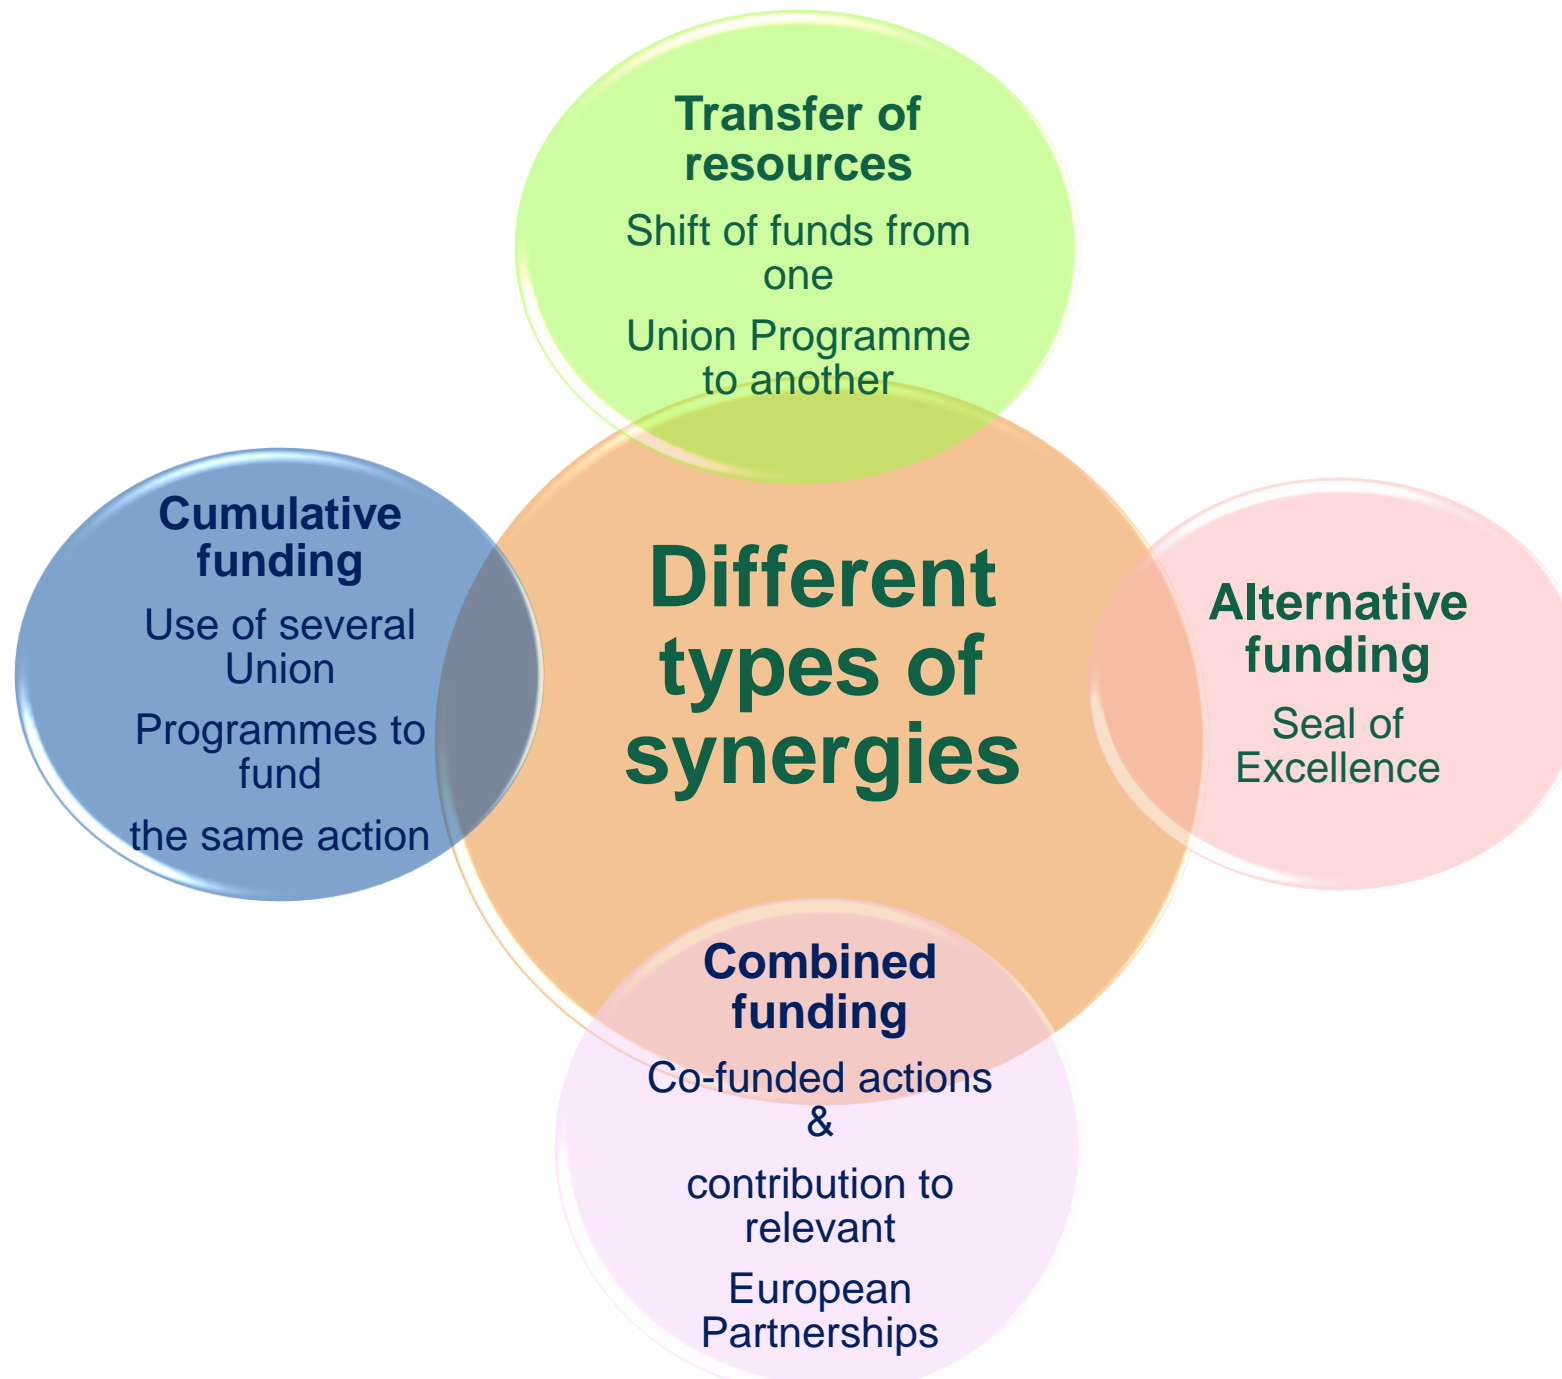 Transfer of
resources
Shift of funds from
one
Union Programme
to another
Cumulative
funding
Use of several
Union
Programmes to
fund
the same action
Different
types of
synergies
Alternative
funding
Seal of
Excellence
Combined
funding
Co-funded actions
&
contribution to
relevant
European
Partnerships